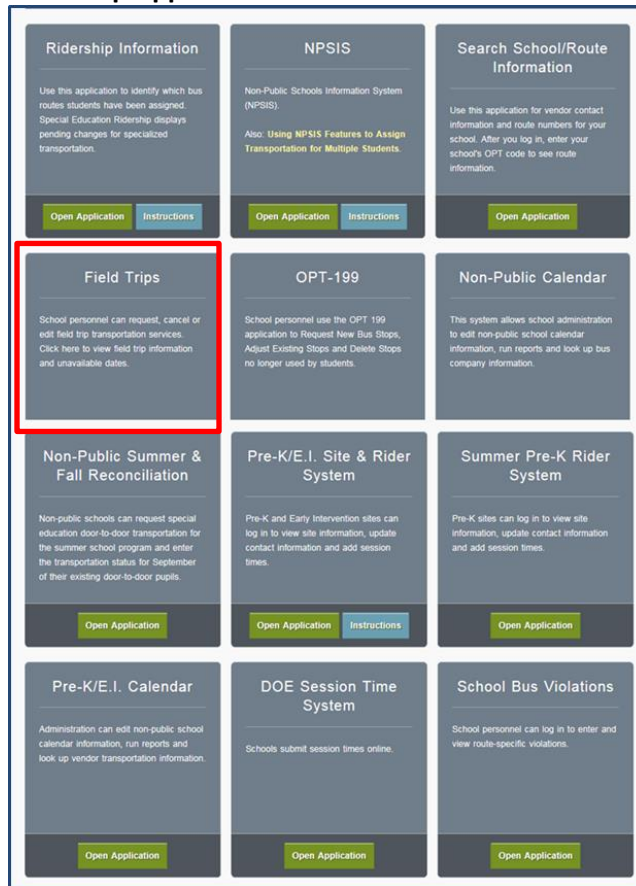 Ridership Information
Use this application to identify which bus
routes students have been assigned.
Special Education Ridership displays
pending changes for specialized
transportation.
Open Application
Instructions
NPSIS
Non-Public Schools Information System
(NPSIS).
Also: Using NPSIS Features to Assign
Transportation for Multiple Students.
Open Application
Instructions
Search School/Route
Information
Use this application for vendor contact
information and route numbers for your
school. After you log in, enter your
school's OPT code to see route
information.
Open Application
Field Trips
School personnel can request, cancel or
edit field trip transportation services.
Click here to view field trip information
and unavailable dates.
OPT-199
School personnel use the OPT 199
application to Request New Bus Stops,
Adjust Existing Stops and Delete Stops
no longer used by students.
Non-Public Calendar
This system allows school administration
to edit non-public school calendar
information, run reports and look up bus
company information.
Non-Public Summer &
Fall Reconciliation
Non-public schools can request special
education door-to-door transportation for
the summer school program and enter
the transportation status for September
of their existing door-to-door pupils.
Open Application
Pre-K/E.I. Site & Rider
System
Pre-K and Early Intervention sites can
log in to view site information, update
contact information and add session
times.
Open Application
Instructions
Summer Pre-K Rider
System
Pre-K sites can log in to view site
information, update contact information
and add session times.
Open Application
Pre-K/E.I. Calendar
Administration can edit non-public school
calendar information, run reports and
look up vendor transportation information.
Open Application
DOE Session Time
System
Schools submit session times online.
Open Application
School Bus Violations
School personnel can log in to enter and
view route-specific violations.
Open Application